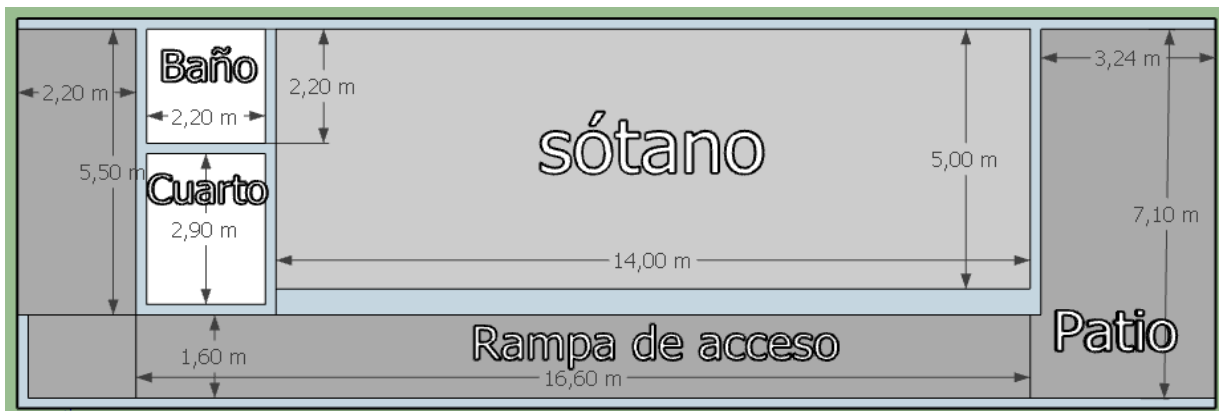 Baño
2,20 m
2,20 m
2,20 m
5,50 m
Cuarto
2,90 m
sótano
5,00 m
14,00 m
3,24 m
7,10 m
Patio
Rampa de acceso
1,60 m
16,60 m